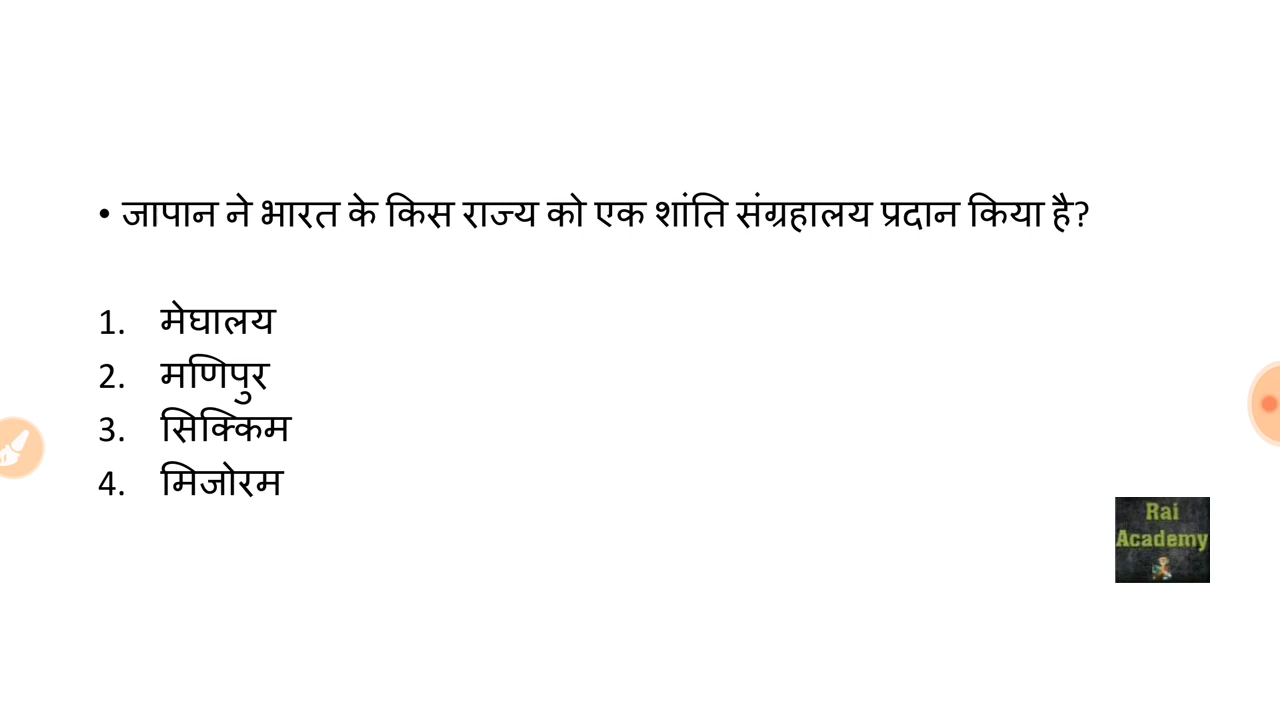 • जापान ने भारत के किस राज्य को एक शांति संग्रहालय प्रदान किया है?
1. मेघालय
2. मणिपुर
3. सिक्किम
4. मिजोरम
Rai
Academy